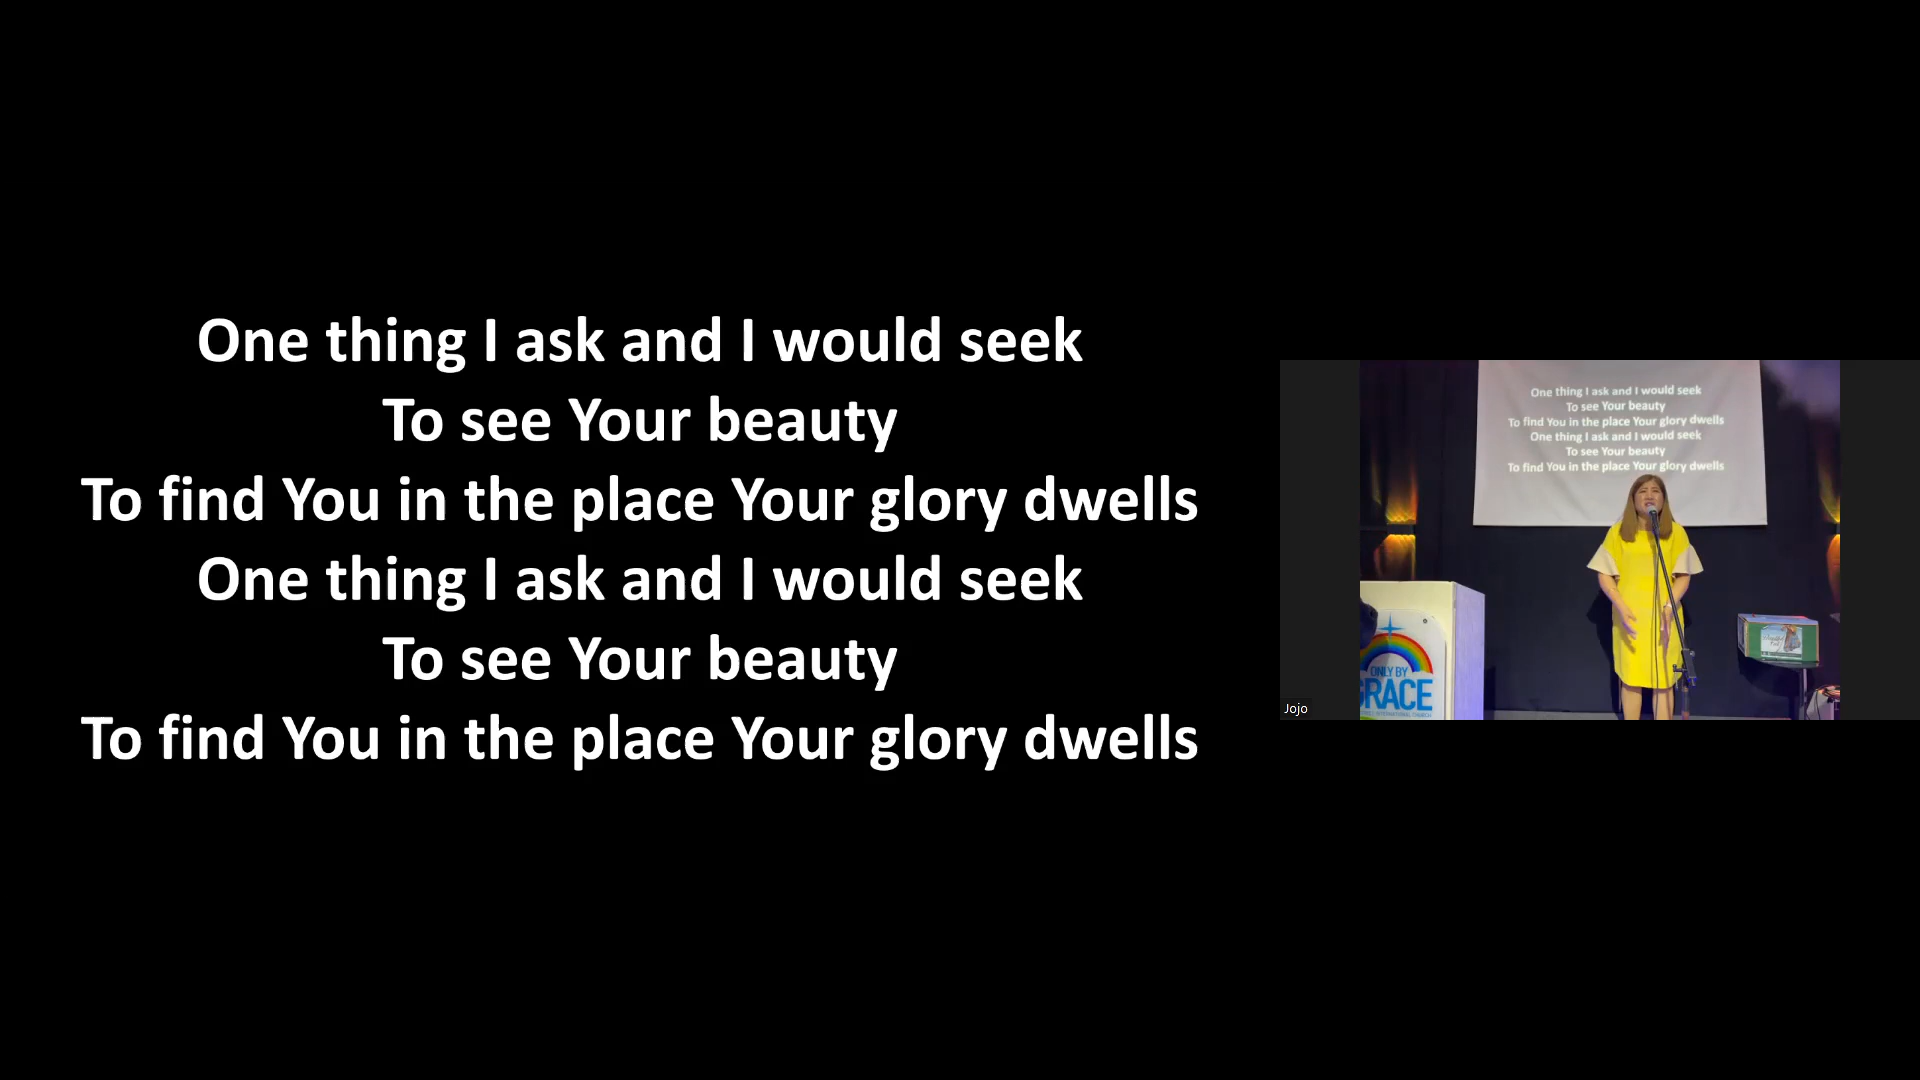 One thing I ask and I would seek
To see Your beauty
To find You in the place Your glory dwells
One thing I ask and I would seek
To see Your beauty
To find You in the place Your glory dwells
One thing I ask and I would seek
To see Your beauty
To find You in the place Your glory dwells
One thing I ask and I would seek
To see Your beauty
To find You in the place Your glory dwells
ONLY BY
GRACE
Jojo